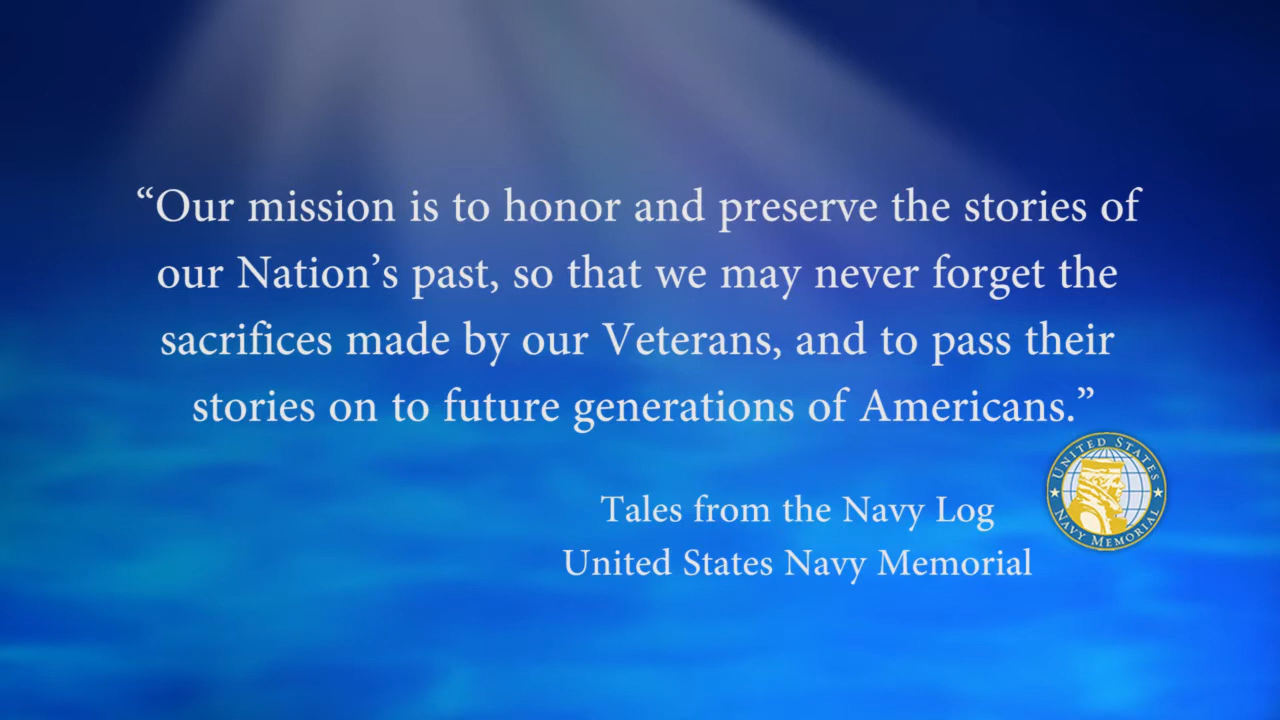 “Our mission is to honor and preserve the stories of
our Nation’s past, so that we may never forget the
sacrifices made by our Veterans, and to pass their
stories on to future generations of Americans.”
Tales from the Navy Log
United States Navy Memorial
UNITED STATES
NAVY MEMORIAL